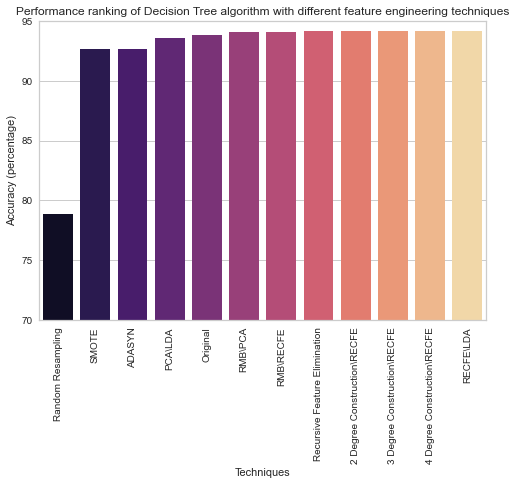 Performance ranking of Decision Tree algorithm with different feature engineering techniques
Accuracy (percentage)
95
90
85
80
75
70
Random Resampling
SMOTE
ADASYN
PCA\LDA
Original
RMB\PCA
RMB\RECFE
Recursive Feature Elimination
2 Degree Construction\RECFE
3 Degree Construction\RECFE
4 Degree Construction\RECFE
RECFE\LDA
Techniques